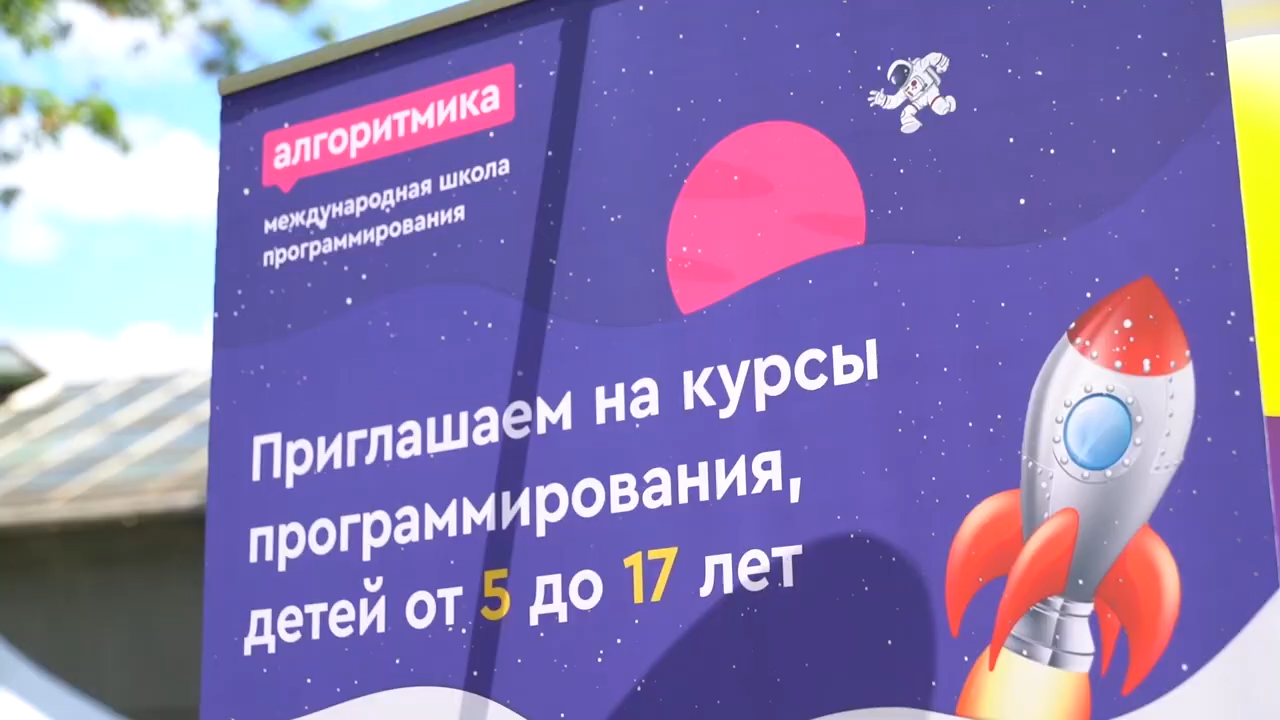 алгоритмика
международная школа
программирования
Приглашаем на курсы
программирования,
детей от 5 до 17 лет